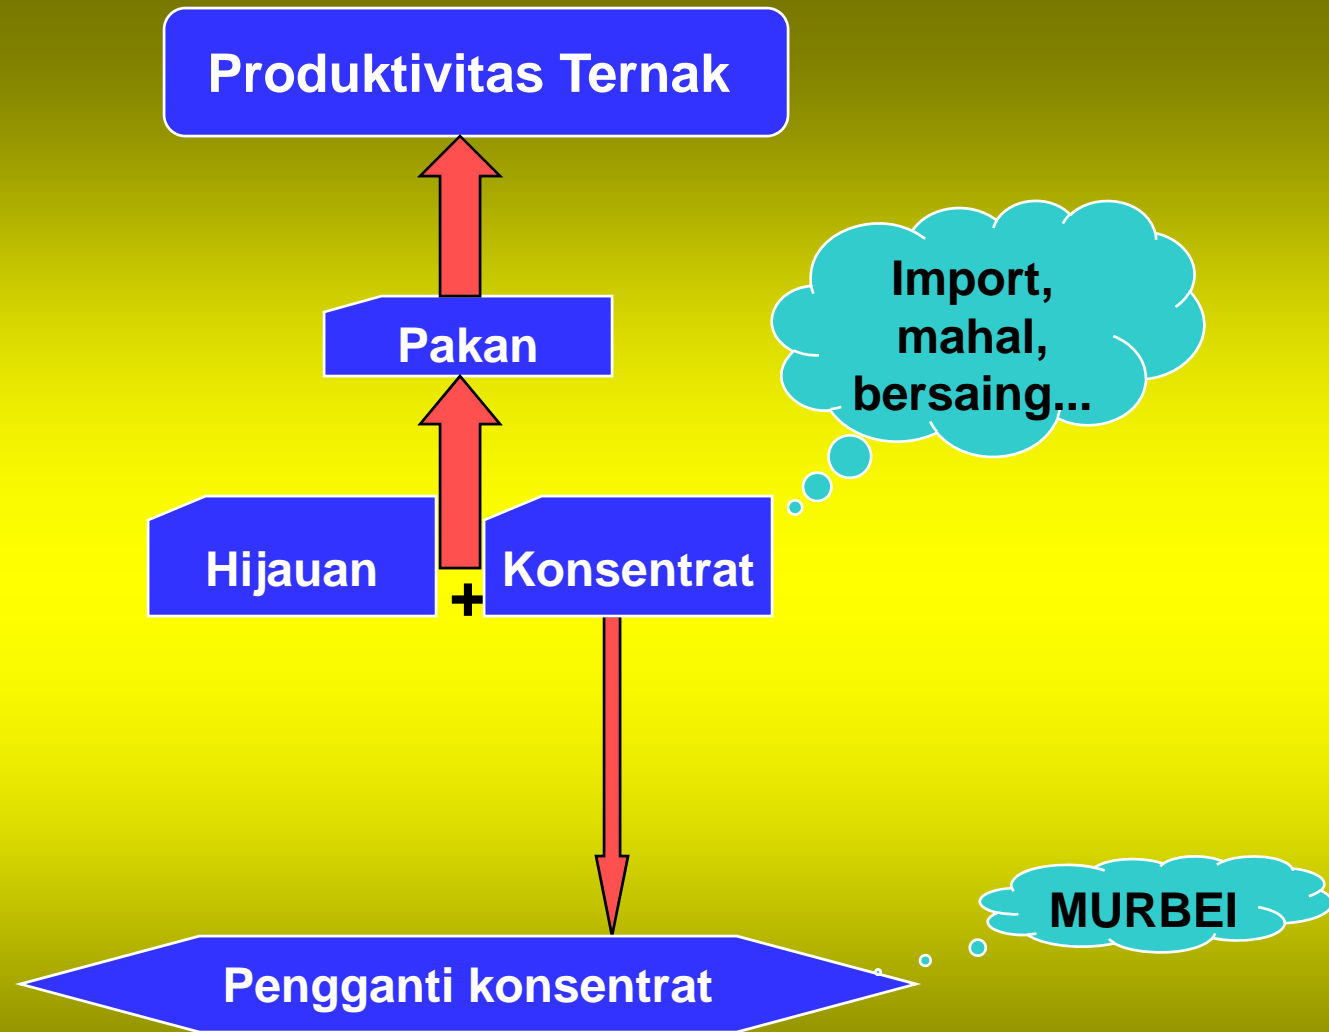 Produktivitas Ternak
Import,
mahal,
bersaing...
Pakan
Hijauan
+
Konsentrat
MURBEI
Pengganti konsentrat